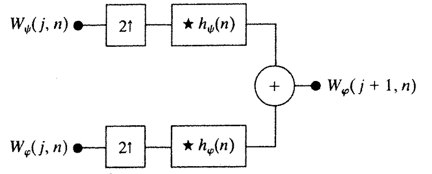 W_ψ(j, n)
2↑
★ h_ψ(n)
+
W_φ(j + 1, n)
W_φ(j, n)
2↑
★ h_φ(n)